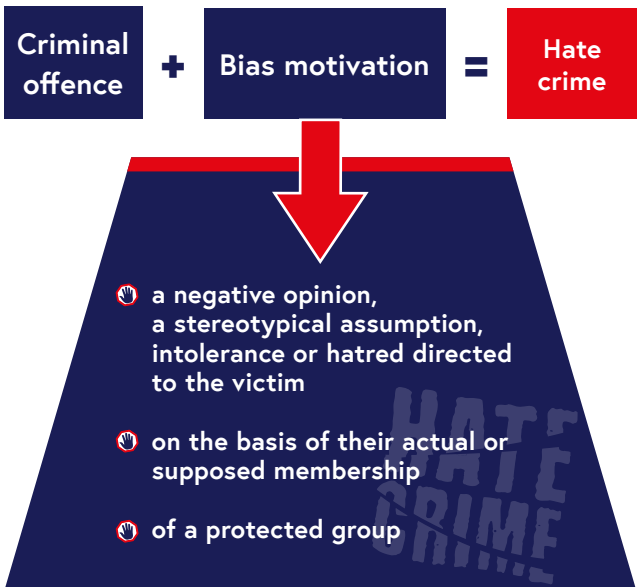 Criminal
offence
+
Bias motivation
=
Hate
crime
a negative opinion,
a stereotypical assumption,
intolerance or hatred directed
to the victim
on the basis of their actual or
supposed membership
of a protected group
HATE
CRIME